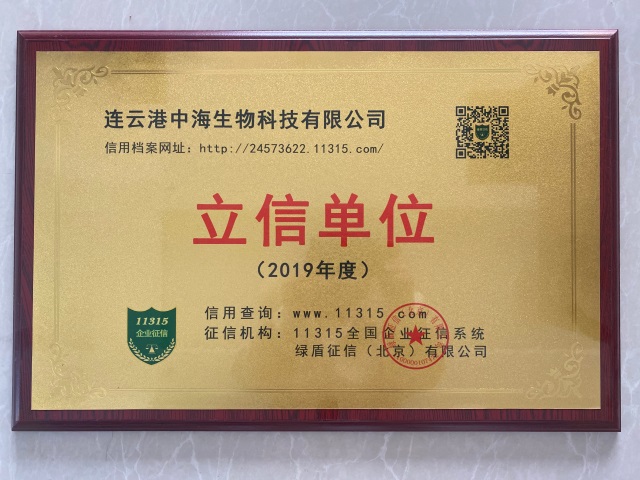 连云港中海生物科技有限公司
信用档案网址：http://24573622.11315.com/
立信单位
（2019年度）
11315
企业征信
信用查询：www.11315.com
征信机构：11315全国企业征信系统
绿盾征信（北京）有限公司